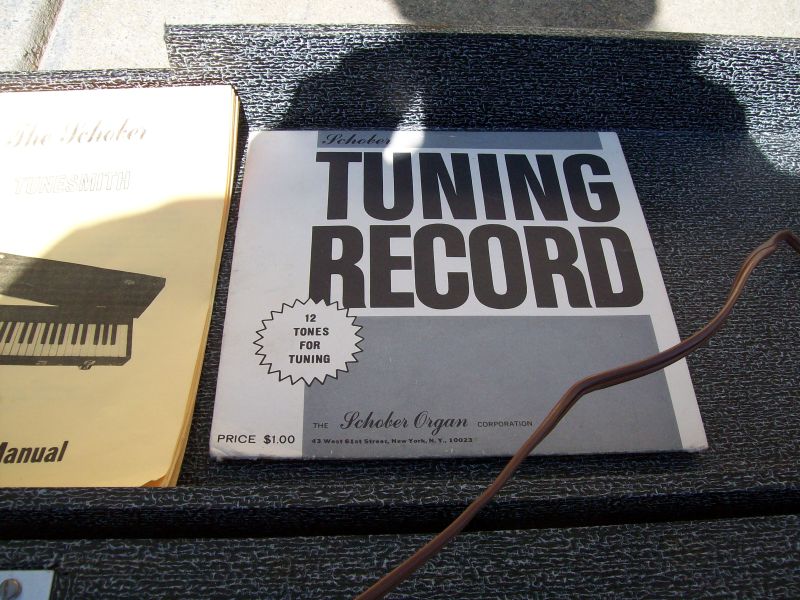 The Schober
TUNESMITH
Manual
Schober
TUNING
RECORD
12
TONES
FOR
TUNING
THE Schober Organ CORPORATION
PRICE $1.00
43 West 61st Street, New York, N.Y., 10023